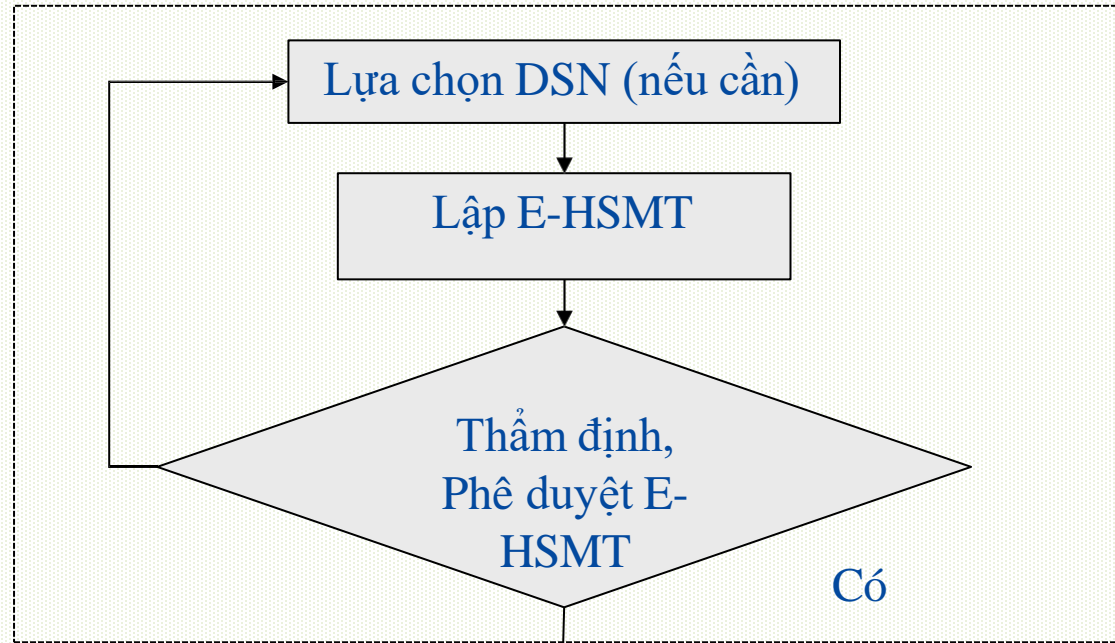 Lựa chọn DSN (nếu cần)
Lập E-HSMT
Thẩm định,
Phê duyệt E-
HSMT
Có